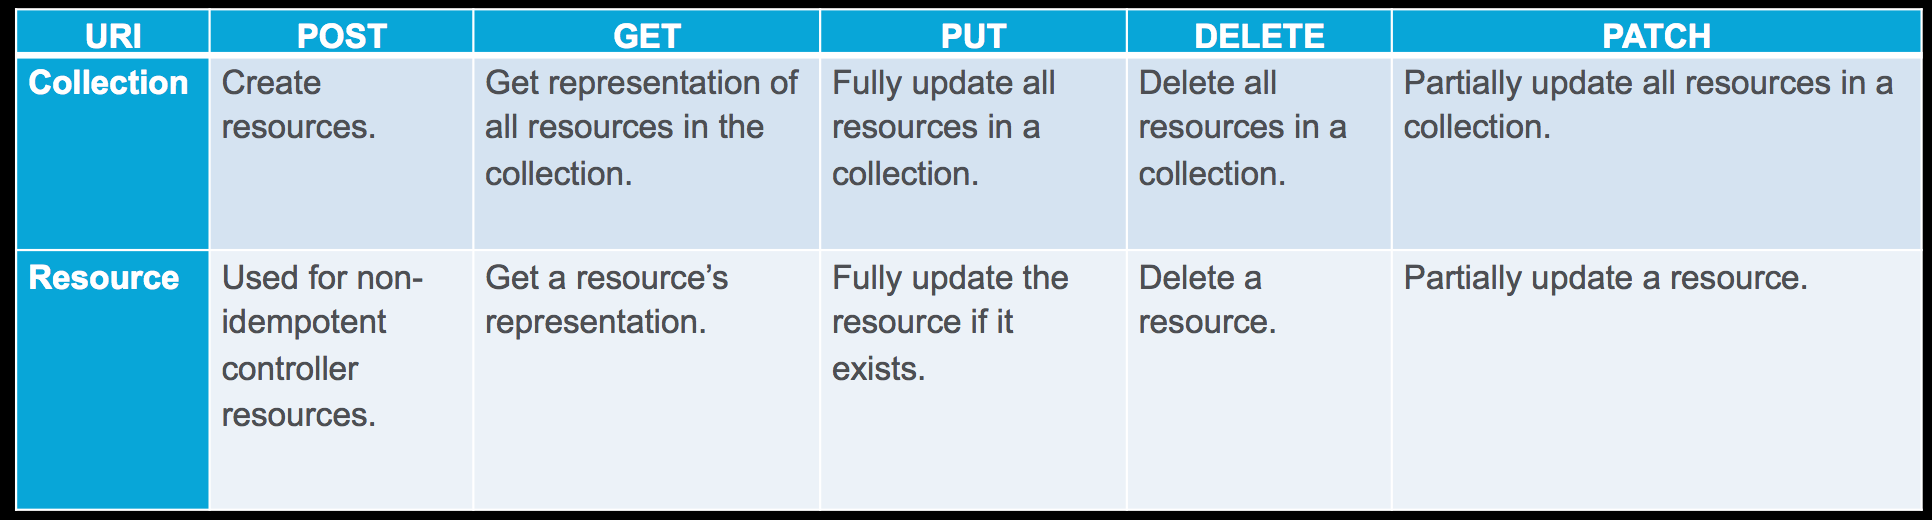 URI POST GET PUT DELETE PATCH
Collection
Create
resources.
Get representation of
all resources in the
collection.
Fully update all
resources in a
collection.
Delete all
resources in a
collection.
Partially update all resources in a
collection.
Resource
Used for non-
idempotent
controller
resources.
Get a resource’s
representation.
Fully update the
resource if it
exists.
Delete a
resource.
Partially update a resource.